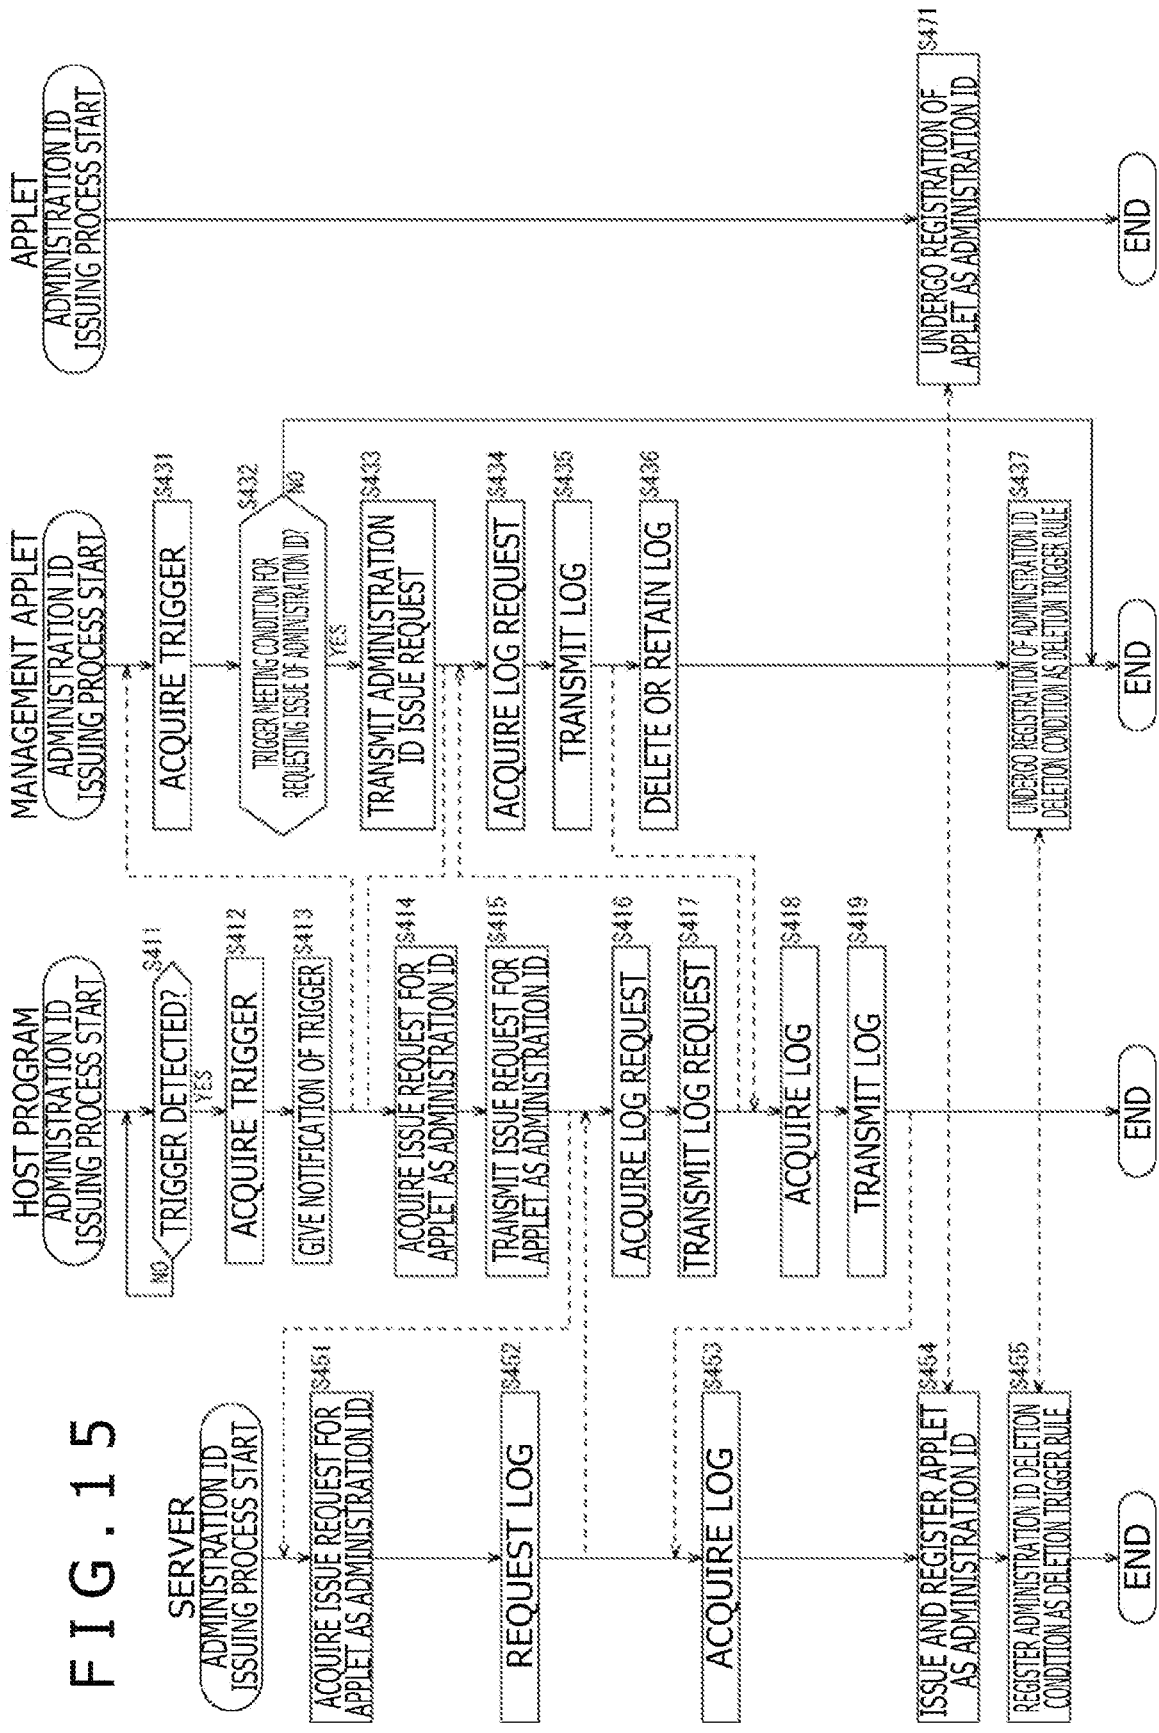 FIG.15
SERVER
ADMINISTRATION ID
ISSUING PROCESS START
S451
ACQUIRE ISSUE REQUEST FOR
APPLET AS ADMINISTRATION ID
S452
REQUEST LOG
S453
ACQUIRE LOG
S454
ISSUE AND REGISTER APPLET
AS ADMINISTRATION ID
S455
REGISTER ADMINISTRATION ID DELETION
CONDITION AS DELETION TRIGGER RULE
END
HOST PROGRAM
ADMINISTRATION ID
ISSUING PROCESS START
S411
TRIGGER DETECTED?
NO
YES
S412
ACQUIRE TRIGGER
S413
GIVE NOTIFICATION OF TRIGGER
S414
ACQUIRE ISSUE REQUEST FOR
APPLET AS ADMINISTRATION ID
S415
TRANSMIT ISSUE REQUEST FOR
APPLET AS ADMINISTRATION ID
S416
ACQUIRE LOG REQUEST
S417
TRANSMIT LOG REQUEST
S418
ACQUIRE LOG
S419
TRANSMIT LOG
END
MANAGEMENT APPLET
ADMINISTRATION ID
ISSUING PROCESS START
S431
ACQUIRE TRIGGER
S432
TRIGGER MEETING CONDITION FOR
REQUESTING ISSUE OF ADMINISTRATION ID?
NO
YES
S433
TRANSMIT ADMINISTRATION
ID ISSUE REQUEST
S434
ACQUIRE LOG REQUEST
S435
TRANSMIT LOG
S436
DELETE OR RETAIN LOG
S437
UNDERGO REGISTRATION OF ADMINISTRATION ID
DELETION CONDITION AS DELETION TRIGGER RULE
END
APPLET
ADMINISTRATION ID
ISSUING PROCESS START
S471
UNDERGO REGISTRATION OF
APPLET AS ADMINISTRATION ID
END